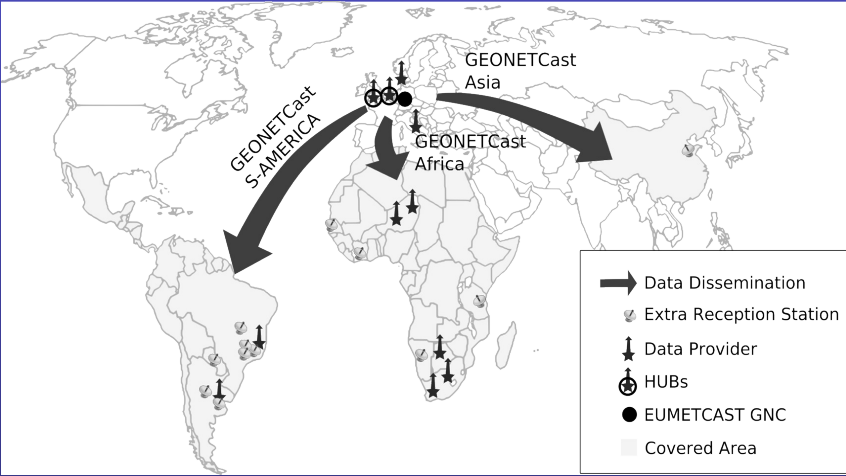 GEONETCast
Asia
GEONETCast
S-AMERICA
GEONETCast
Africa
Data Dissemination
Extra Reception Station
Data Provider
HUBs
EUMETCAST GNC
Covered Area